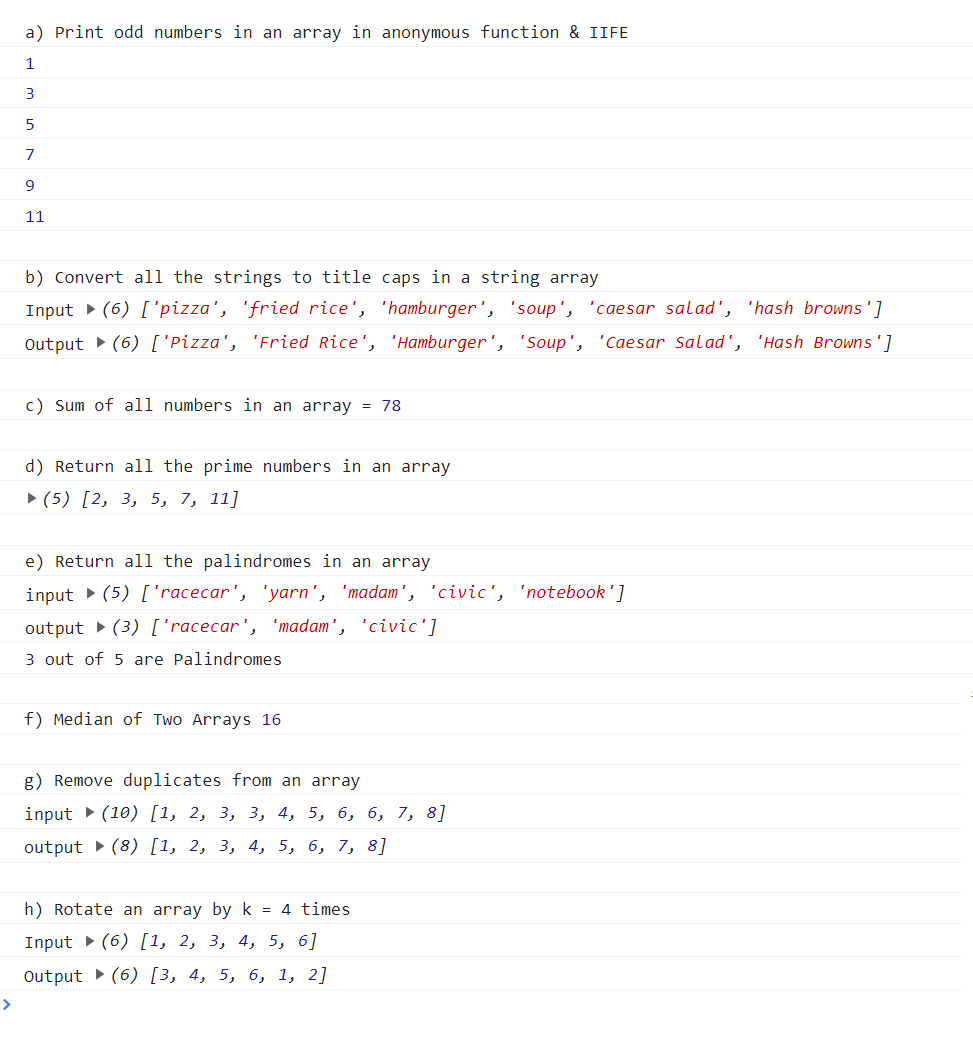 a) Print odd numbers in an array in anonymous function & IIFE
1
3
5
7
9
11
b) Convert all the strings to title caps in a string array
Input ▶(6) ['pizza', 'fried rice', 'hamburger', 'soup', 'caesar salad', 'hash browns']
Output ▶(6) ['Pizza', 'Fried Rice', 'Hamburger', 'Soup', 'Caesar Salad', 'Hash Browns']
c) Sum of all numbers in an array = 78
d) Return all the prime numbers in an array
▶(5) [2, 3, 5, 7, 11]
e) Return all the palindromes in an array
input ▶(5) ['racecar', 'yarn', 'madam', 'civic', 'notebook']
output ▶(3) ['racecar', 'madam', 'civic']
3 out of 5 are Palindromes
f) Median of Two Arrays 16
g) Remove duplicates from an array
input ▶(10) [1, 2, 3, 3, 4, 5, 6, 6, 7, 8]
output ▶(8) [1, 2, 3, 4, 5, 6, 7, 8]
h) Rotate an array by k = 4 times
Input ▶(6) [1, 2, 3, 4, 5, 6]
Output ▶(6) [3, 4, 5, 6, 1, 2]
>